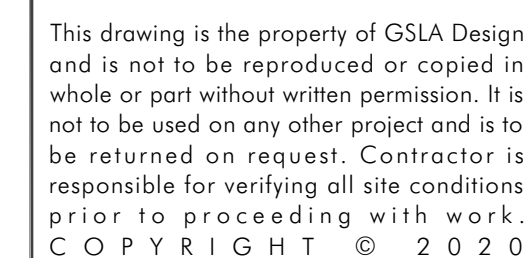 This drawing is the property of GSLA Design
and is not to be reproduced or copied in
whole or part without written permission. It is
not to be used on any other project and is to
be returned on request. Contractor is
responsible for verifying all site conditions
prior to proceeding with work.
COPYRIGHT © 2020